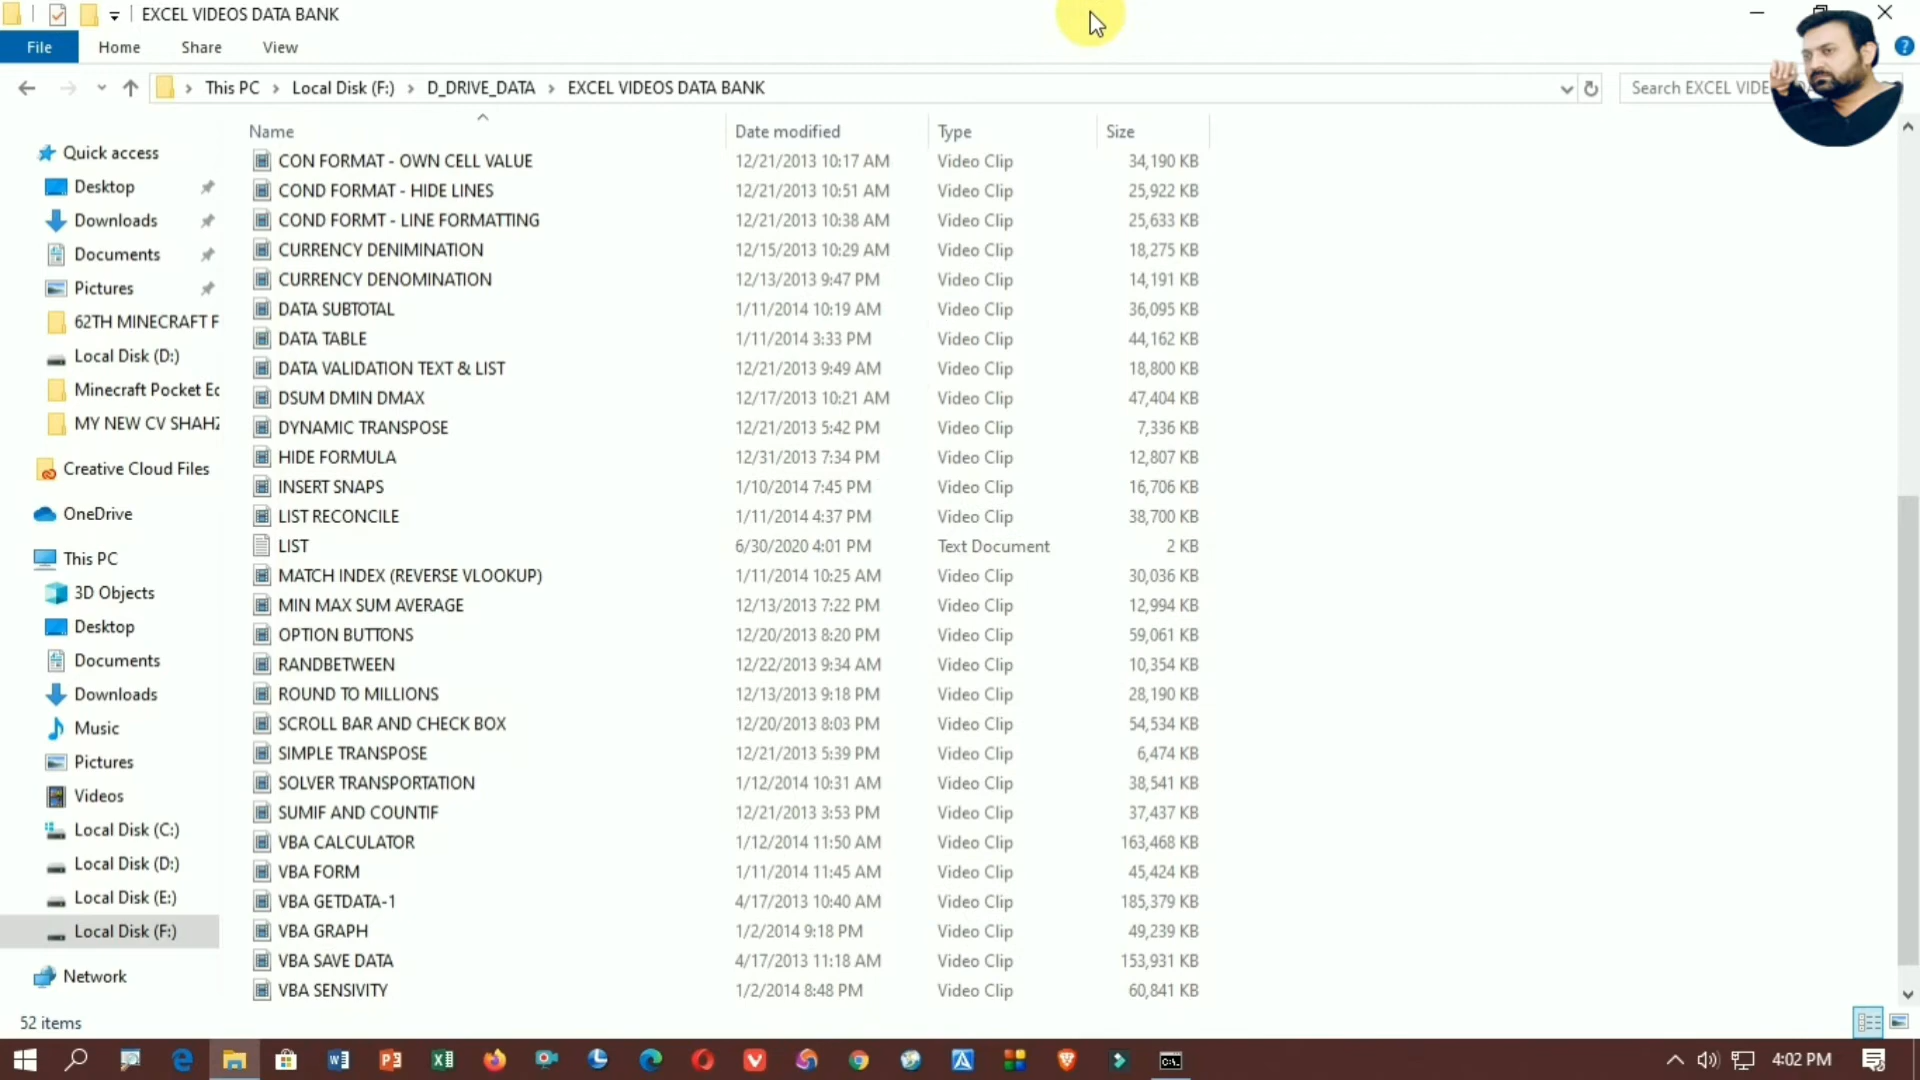 EXCEL VIDEOS DATA BANK
File Home Share View
This PC Local Disk (F:) D_DRIVE_DATA EXCEL VIDEOS DATA BANK
Search EXCEL VIDE
Name Date modified Type Size
Quick access
Desktop
Downloads
Documents
Pictures
62TH MINECRAFT F
Local Disk (D:)
Minecraft Pocket Ec
MY NEW CV SHAHZ
Creative Cloud Files
OneDrive
This PC
3D Objects
Desktop
Documents
Downloads
Music
Pictures
Videos
Local Disk (C:)
Local Disk (D:)
Local Disk (E:)
Local Disk (F:)
Network
CON FORMAT - OWN CELL VALUE 12/21/2013 10:17 AM Video Clip 34,190 KB
COND FORMAT - HIDE LINES 12/21/2013 10:51 AM Video Clip 25,922 KB
COND FORMT - LINE FORMATTING 12/21/2013 10:38 AM Video Clip 25,633 KB
CURRENCY DENIMINATION 12/15/2013 10:29 AM Video Clip 18,275 KB
CURRENCY DENOMINATION 12/13/2013 9:47 PM Video Clip 14,191 KB
DATA SUBTOTAL 1/11/2014 10:19 AM Video Clip 36,095 KB
DATA TABLE 1/11/2014 3:33 PM Video Clip 44,162 KB
DATA VALIDATION TEXT & LIST 12/21/2013 9:49 AM Video Clip 18,800 KB
DSUM DMIN DMAX 12/17/2013 10:21 AM Video Clip 47,404 KB
DYNAMIC TRANSPOSE 12/21/2013 5:42 PM Video Clip 7,336 KB
HIDE FORMULA 12/31/2013 7:34 PM Video Clip 12,807 KB
INSERT SNAPS 1/10/2014 7:45 PM Video Clip 16,706 KB
LIST RECONCILE 1/11/2014 4:37 PM Video Clip 38,700 KB
LIST 6/30/2020 4:01 PM Text Document 2 KB
MATCH INDEX (REVERSE VLOOKUP) 1/11/2014 10:25 AM Video Clip 30,036 KB
MIN MAX SUM AVERAGE 12/13/2013 7:22 PM Video Clip 12,994 KB
OPTION BUTTONS 12/20/2013 8:20 PM Video Clip 59,061 KB
RANDBETWEEN 12/22/2013 9:34 AM Video Clip 10,354 KB
ROUND TO MILLIONS 12/13/2013 9:18 PM Video Clip 28,190 KB
SCROLL BAR AND CHECK BOX 12/20/2013 8:03 PM Video Clip 54,534 KB
SIMPLE TRANSPOSE 12/21/2013 5:39 PM Video Clip 6,474 KB
SOLVER TRANSPORTATION 1/12/2014 10:31 AM Video Clip 38,541 KB
SUMIF AND COUNTIF 12/21/2013 3:53 PM Video Clip 37,437 KB
VBA CALCULATOR 1/12/2014 11:50 AM Video Clip 163,468 KB
VBA FORM 1/11/2014 11:45 AM Video Clip 45,424 KB
VBA GETDATA-1 4/17/2013 10:40 AM Video Clip 185,379 KB
VBA GRAPH 1/2/2014 9:18 PM Video Clip 49,239 KB
VBA SAVE DATA 4/17/2013 11:18 AM Video Clip 153,931 KB
VBA SENSIVITY 1/2/2014 8:48 PM Video Clip 60,841 KB
52 items
4:02 PM